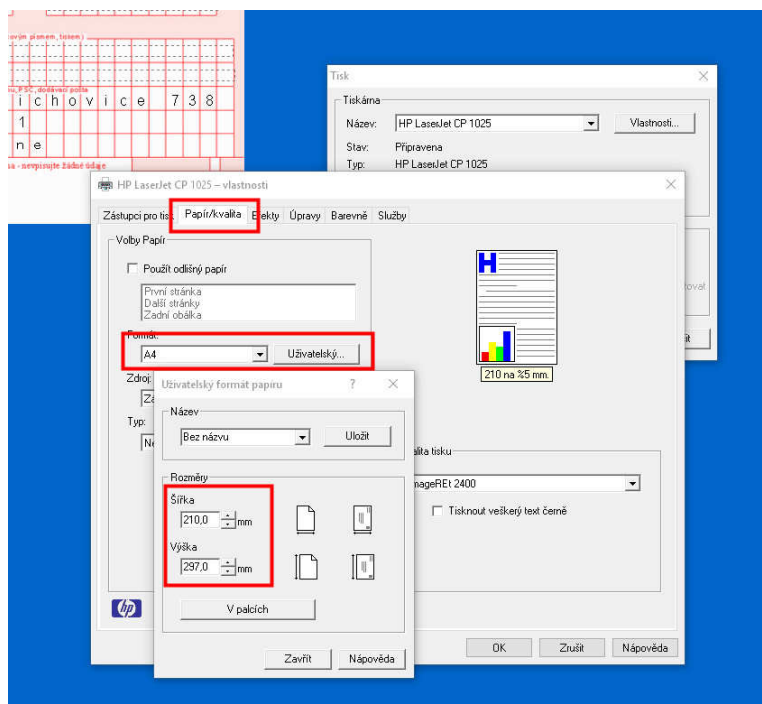 ovým písmem, tiskem)
PSČ, dodávací pošta
i c h o v i c e 7 3 8
1
n e
sa - nevpisujte žádné údaje
Tisk
Tiskárna
Název: HP LaserJet CP 1025 Vlastnosti...
Stav: Připravena
Typ: HP LaserJet CP 1025
HP LaserJet CP 1025 – vlastnosti
Zástupci pro tisk Papír/kvalita Efekty Úpravy Barevně Služby
Volby Papír
Použít odlišný papír
První stránka
Další stránky
Zadní obálka
Formát:
A4 Uživatelský...
210 na %5 mm.
Zdroj:
Typ:
Uživatelský formát papíru ?
Název
Bez názvu Uložit
Rozměry
Šířka
210,0 mm
Výška
297,0 mm
V palcích
Zavřít Nápověda
alita tisku
mageREt 2400
Tisknout veškerý text černě
hp
OK Zrušit Nápověda